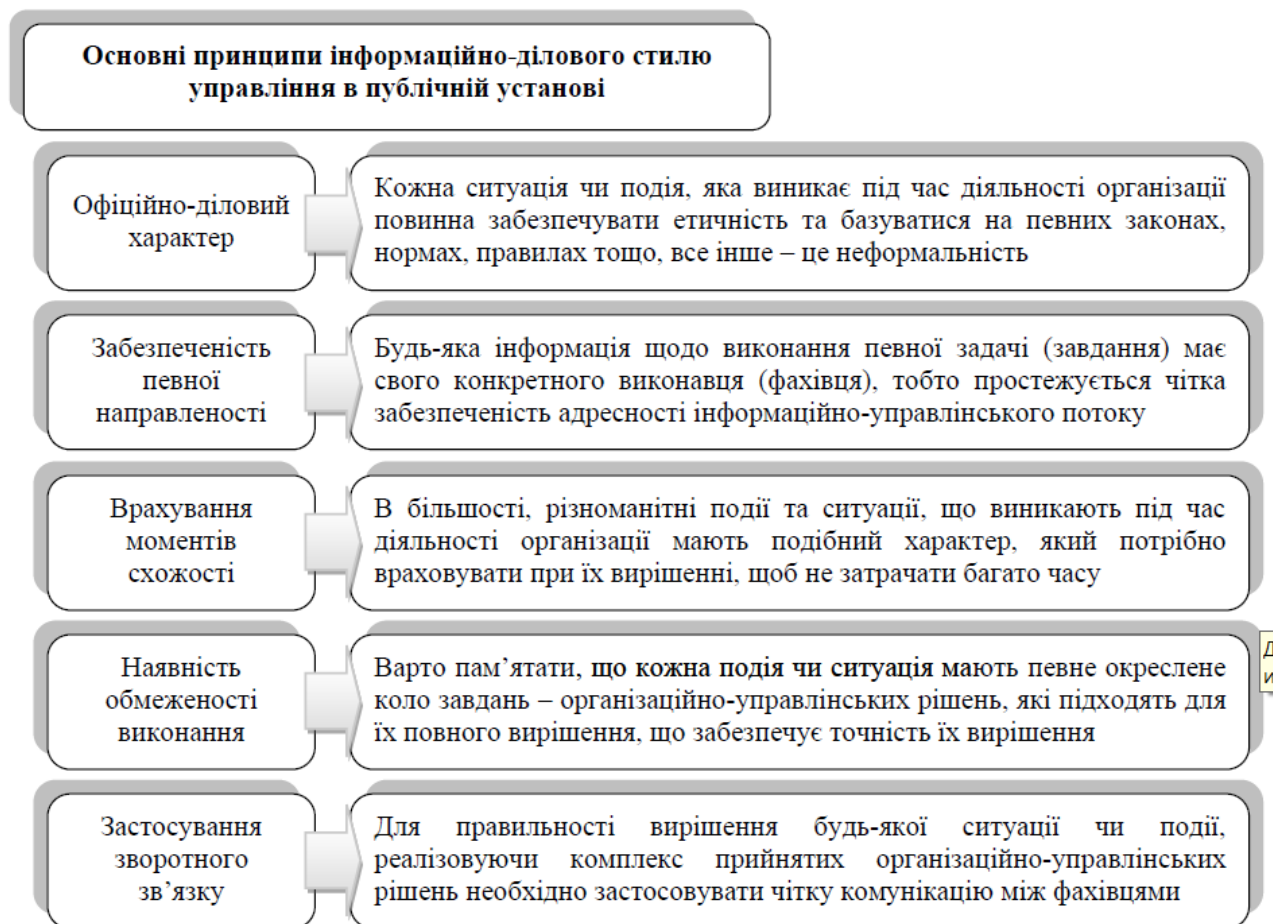 Основні принципи інформаційно-ділового стилю
управління в публічній установі
Офіційно-діловий
характер
Кожна ситуація чи подія, яка виникає під час діяльності організації
повинна забезпечувати етичність та базуватися на певних законах,
нормах, правилах тощо, все інше – це неформальність
Забезпеченість
певної
направленості
Будь-яка інформація щодо виконання певної задачі (завдання) має
свого конкретного виконавця (фахівця), тобто простежується чітка
забезпеченість адресності інформаційно-управлінського потоку
Врахування
моментів
схожості
В більшості, різноманітні події та ситуації, що виникають під час
діяльності організації мають подібний характер, який потрібно
враховувати при їх вирішенні, щоб не затрачати багато часу
Наявність
обмеженості
виконання
Варто пам’ятати, що кожна подія чи ситуація мають певне окреслене
коло завдань – організаційно-управлінських рішень, які підходять для
їх повного вирішення, що забезпечує точність їх вирішення
Застосування
зворотного
зв’язку
Для правильності вирішення будь-якої ситуації чи події,
реалізовуючи комплекс прийнятих організаційно-управлінських
рішень необхідно застосовувати чітку комунікацію між фахівцями